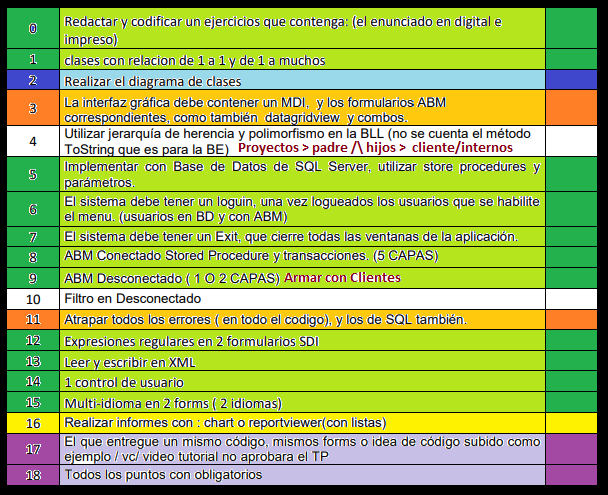 0 Redactar y codificar un ejercicios que contenga: (el enunciado en digital e
impreso)
1 clases con relacion de 1 a 1 y de 1 a muchos
2 Realizar el diagrama de clases
3 La interfaz gráfica debe contener un MDI, y los formularios ABM
correspondientes, como también datagridview y combos.
4 Utilizar jerarquía de herencia y polimorfismo en la BLL (no se cuenta el método
ToString que es para la BE) Proyectos > padre /\ hijos > cliente/internos
5 Implementar con Base de Datos de SQL Server, utilizar store procedures y
parámetros.
6 El sistema debe tener un loguin, una vez logueados los usuarios que se habilite
el menu. (usuarios en BD y con ABM)
7 El sistema debe tener un Exit, que cierre todas las ventanas de la aplicación.
8 ABM Conectado Stored Procedure y transacciones. (5 CAPAS)
9 ABM Desconectado ( 1 O 2 CAPAS) Armar con Clientes
10 Filtro en Desconectado
11 Atrapar todos los errores ( en todo el codigo), y los de SQL también.
12 Expresiones regulares en 2 formularios SDI
13 Leer y escribir en XML
14 1 control de usuario
15 Multi-idioma en 2 forms ( 2 idiomas)
16 Realizar informes con : chart o reportviewer(con listas)
17 El que entregue un mismo código, mismos forms o idea de código subido como
ejemplo / vc/ video tutorial no aprobara el TP
18 Todos los puntos con obligatorios